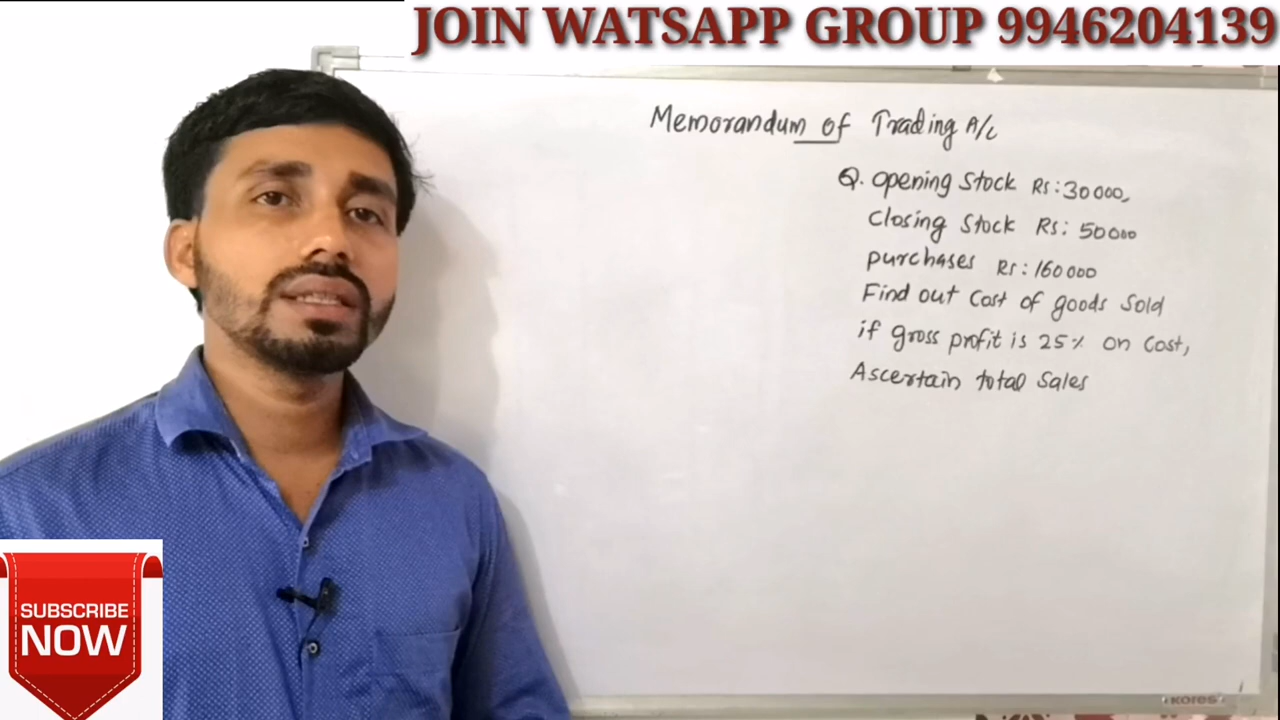 JOIN WATSAPP GROUP 9946204139
Memorandum of Trading A/c
Q. Opening Stock Rs: 30000,
Closing Stock Rs: 50000
purchases Rs: 160000
Find out Cost of goods Sold
if gross profit is 25% on Cost,
Ascertain total Sales
SUBSCRIBE
NOW
KORES